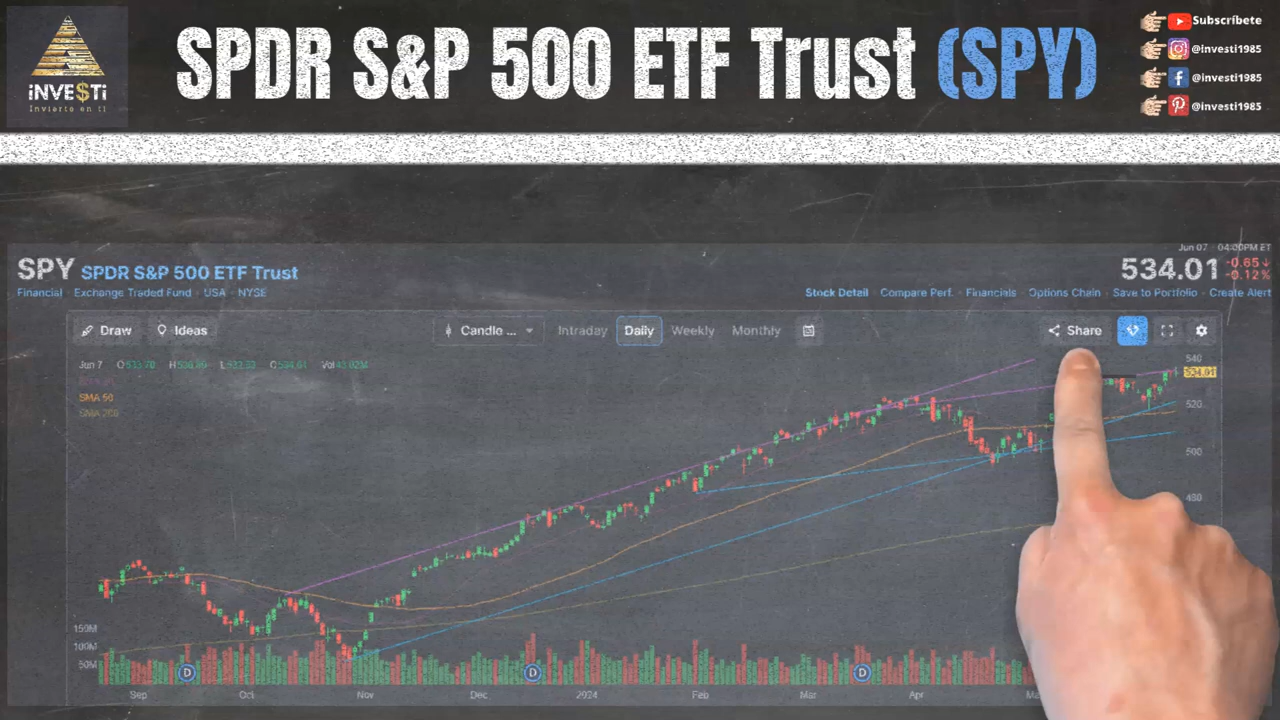 iNVE$Ti
Invierte en ti
SPDR S&P 500 ETF Trust (SPY)
Subscríbete
@investi1985
@investi1985
@investi1985
SPY SPDR S&P 500 ETF Trust
Financial · Exchange Traded Fund · USA · NYSE
Jun 07 · 04:00PM ET
534.01
-0.65
-0.12%
Stock Detail · Compare Perf. · Financials · Options Chain · Save to Portfolio · Create Alert
Draw
Ideas
Candle ...
Intraday
Daily
Weekly
Monthly
Share
Jun 7
SMA 50
SMA 200
540
534.01
520
500
480
150M
100M
50M
D
D
D
Sep
Oct
Nov
Dec
2024
Feb
Mar
Apr